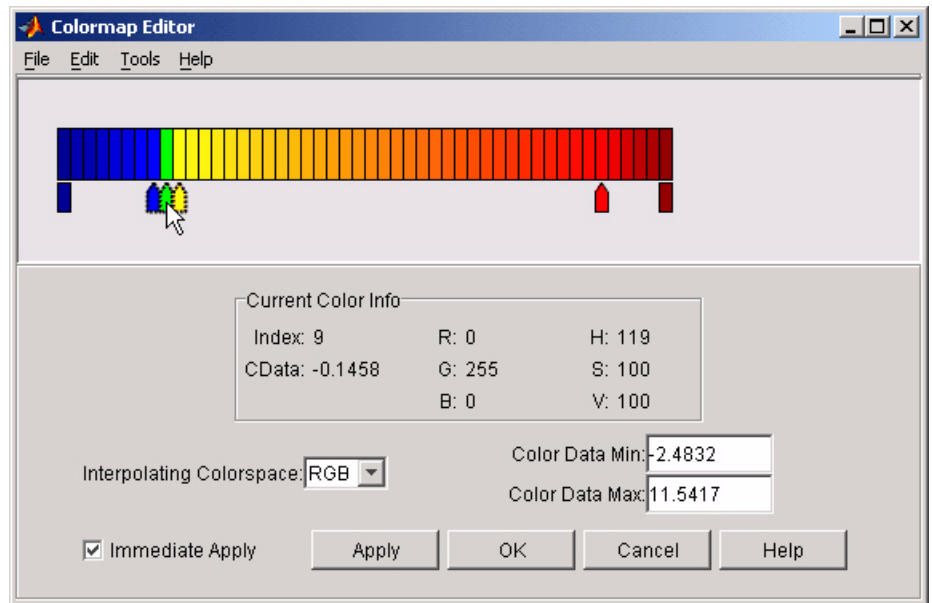 Colormap Editor
File Edit Tools Help
Current Color Info
Index: 9 R: 0 H: 119
CData: -0.1458 G: 255 S: 100
B: 0 V: 100
Interpolating Colorspace: RGB
Color Data Min: -2.4832
Color Data Max: 11.5417
Immediate Apply Apply OK Cancel Help